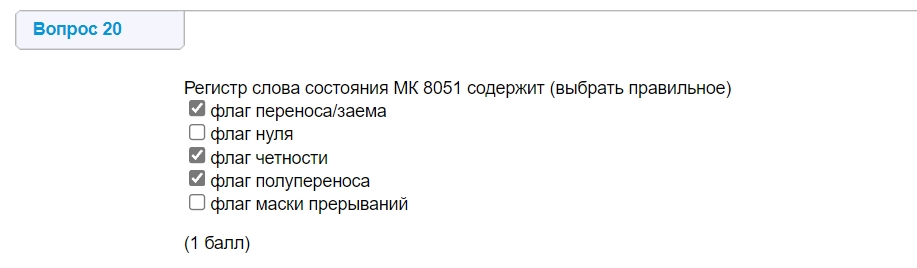 Вопрос 20
Регистр слова состояния МК 8051 содержит (выбрать правильное)
флаг переноса/заема
флаг нуля
флаг четности
флаг полупереноса
флаг маски прерываний
(1 балл)